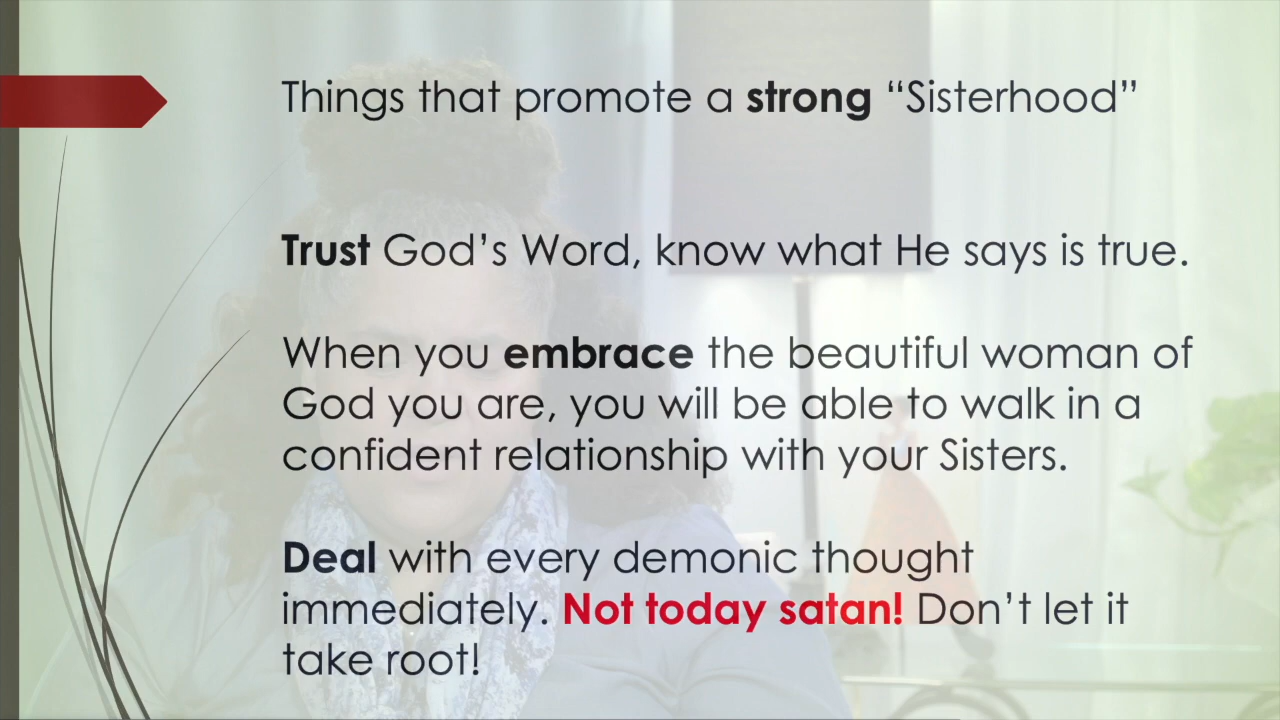 Things that promote a strong “Sisterhood”
Trust God’s Word, know what He says is true.
When you embrace the beautiful woman of
God you are, you will be able to walk in a
confident relationship with your Sisters.
Deal with every demonic thought
immediately. Not today satan! Don’t let it
take root!